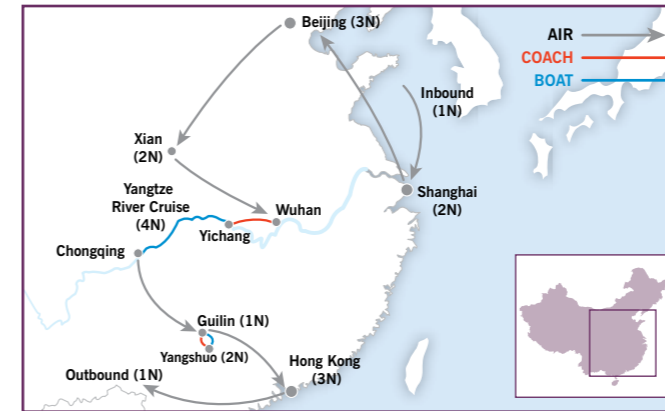 Beijing (3N)
AIR
COACH
BOAT
Inbound
(1N)
Xian
(2N)
Yangtze
River Cruise
(4N)
Wuhan
Shanghai
(2N)
Yichang
Chongqing
Guilin (1N)
Yangshuo (2N)
Hong Kong
(3N)
Outbound (1N)